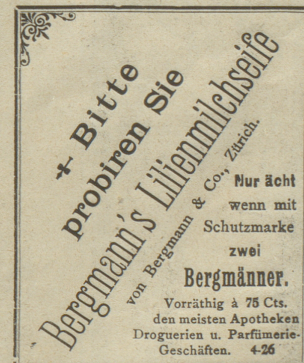 Bitte
probiren Sie
Bergmann's Lilienmilchseife
von Bergmann & Co., Zürich.
Nur ächt
wenn mit
Schutzmarke
zwei
Bergmänner.
Vorräthig à 75 Cts.
den meisten Apotheken
Droguerien u. Parfümerie-
Geschäften. 4-26